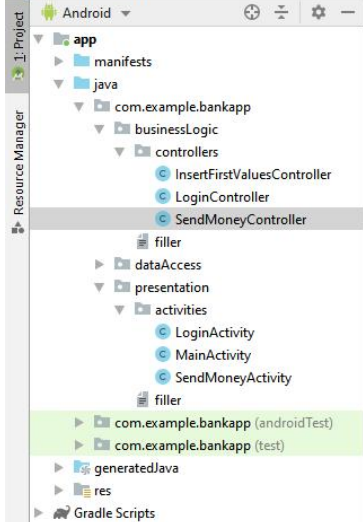 1: Project
Resource Manager
Android
app
manifests
java
com.example.bankapp
businessLogic
controllers
InsertFirstValuesController
LoginController
SendMoneyController
filler
dataAccess
presentation
activities
LoginActivity
MainActivity
SendMoneyActivity
filler
com.example.bankapp (androidTest)
com.example.bankapp (test)
generatedJava
res
Gradle Scripts